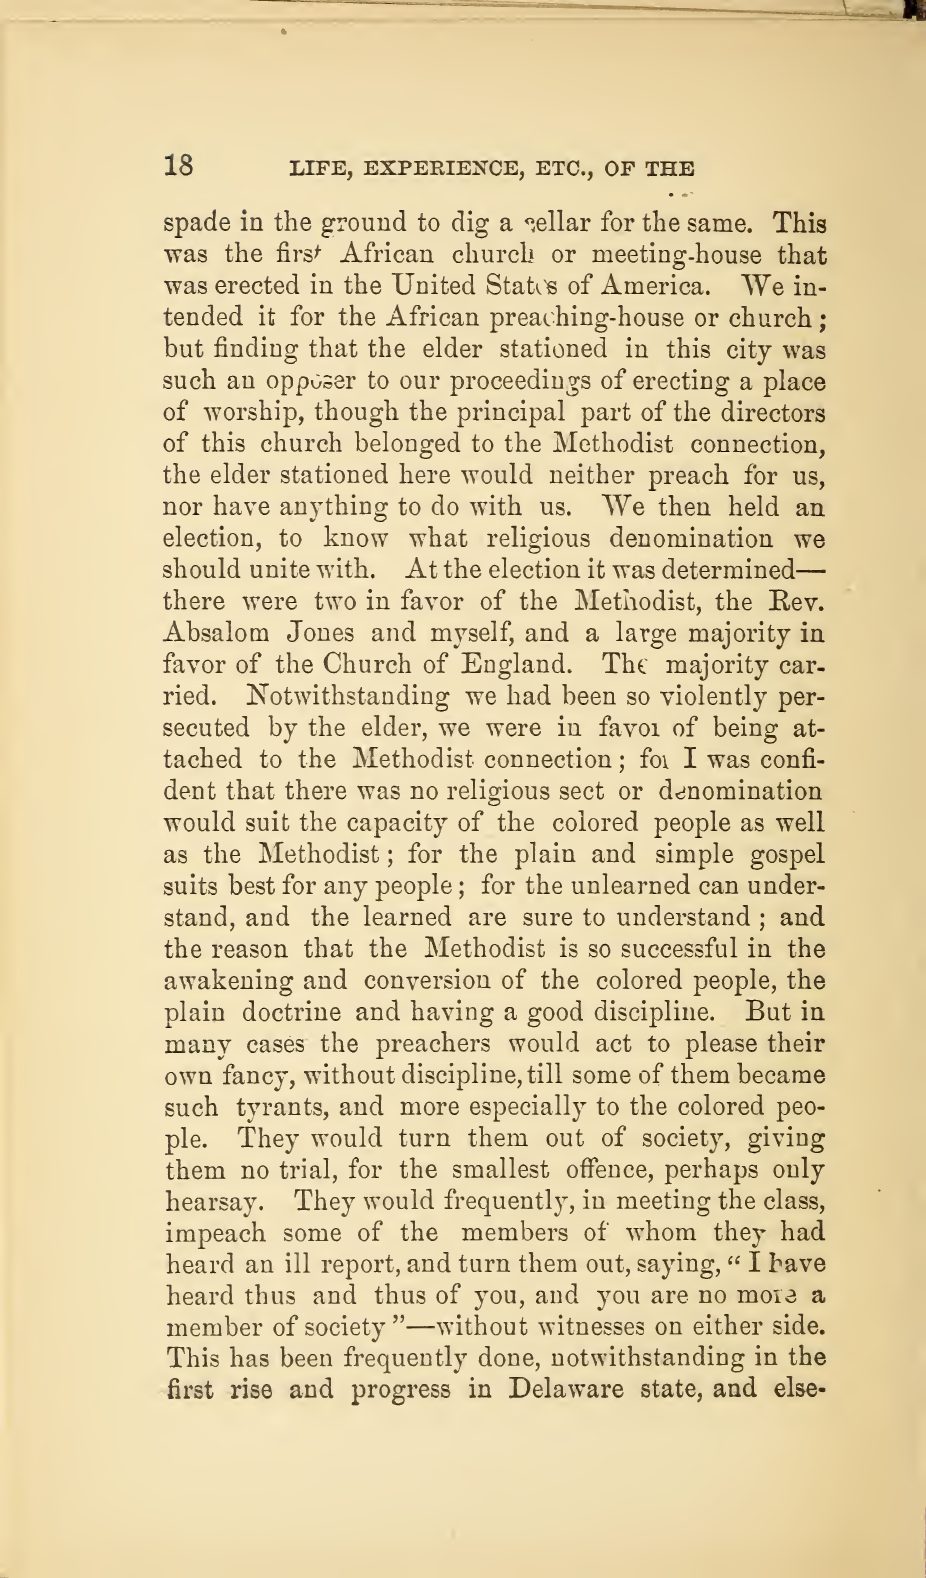 18 LIFE, EXPERIENCE, ETC., OF THE
spade in the ground to dig a cellar for the same. This
was the first African church or meeting-house that
was erected in the United States of America. We in-
tended it for the African preaching-house or church;
but finding that the elder stationed in this city was
such an opposer to our proceedings of erecting a place
of worship, though the principal part of the directors
of this church belonged to the Methodist connection,
the elder stationed here would neither preach for us,
nor have anything to do with us. We then held an
election, to know what religious denomination we
should unite with. At the election it was determined—
there were two in favor of the Methodist, the Rev.
Absalom Jones and myself, and a large majority in
favor of the Church of England. The majority car-
ried. Notwithstanding we had been so violently per-
secuted by the elder, we were in favor of being at-
tached to the Methodist connection; for I was confi-
dent that there was no religious sect or denomination
would suit the capacity of the colored people as well
as the Methodist; for the plain and simple gospel
suits best for any people; for the unlearned can under-
stand, and the learned are sure to understand; and
the reason that the Methodist is so successful in the
awakening and conversion of the colored people, the
plain doctrine and having a good discipline. But in
many cases the preachers would act to please their
own fancy, without discipline, till some of them became
such tyrants, and more especially to the colored peo-
ple. They would turn them out of society, giving
them no trial, for the smallest offence, perhaps only
hearsay. They would frequently, in meeting the class,
impeach some of the members of whom they had
heard an ill report, and turn them out, saying, “I have
heard thus and thus of you, and you are no more a
member of society”—without witnesses on either side.
This has been frequently done, notwithstanding in the
first rise and progress in Delaware state, and else-